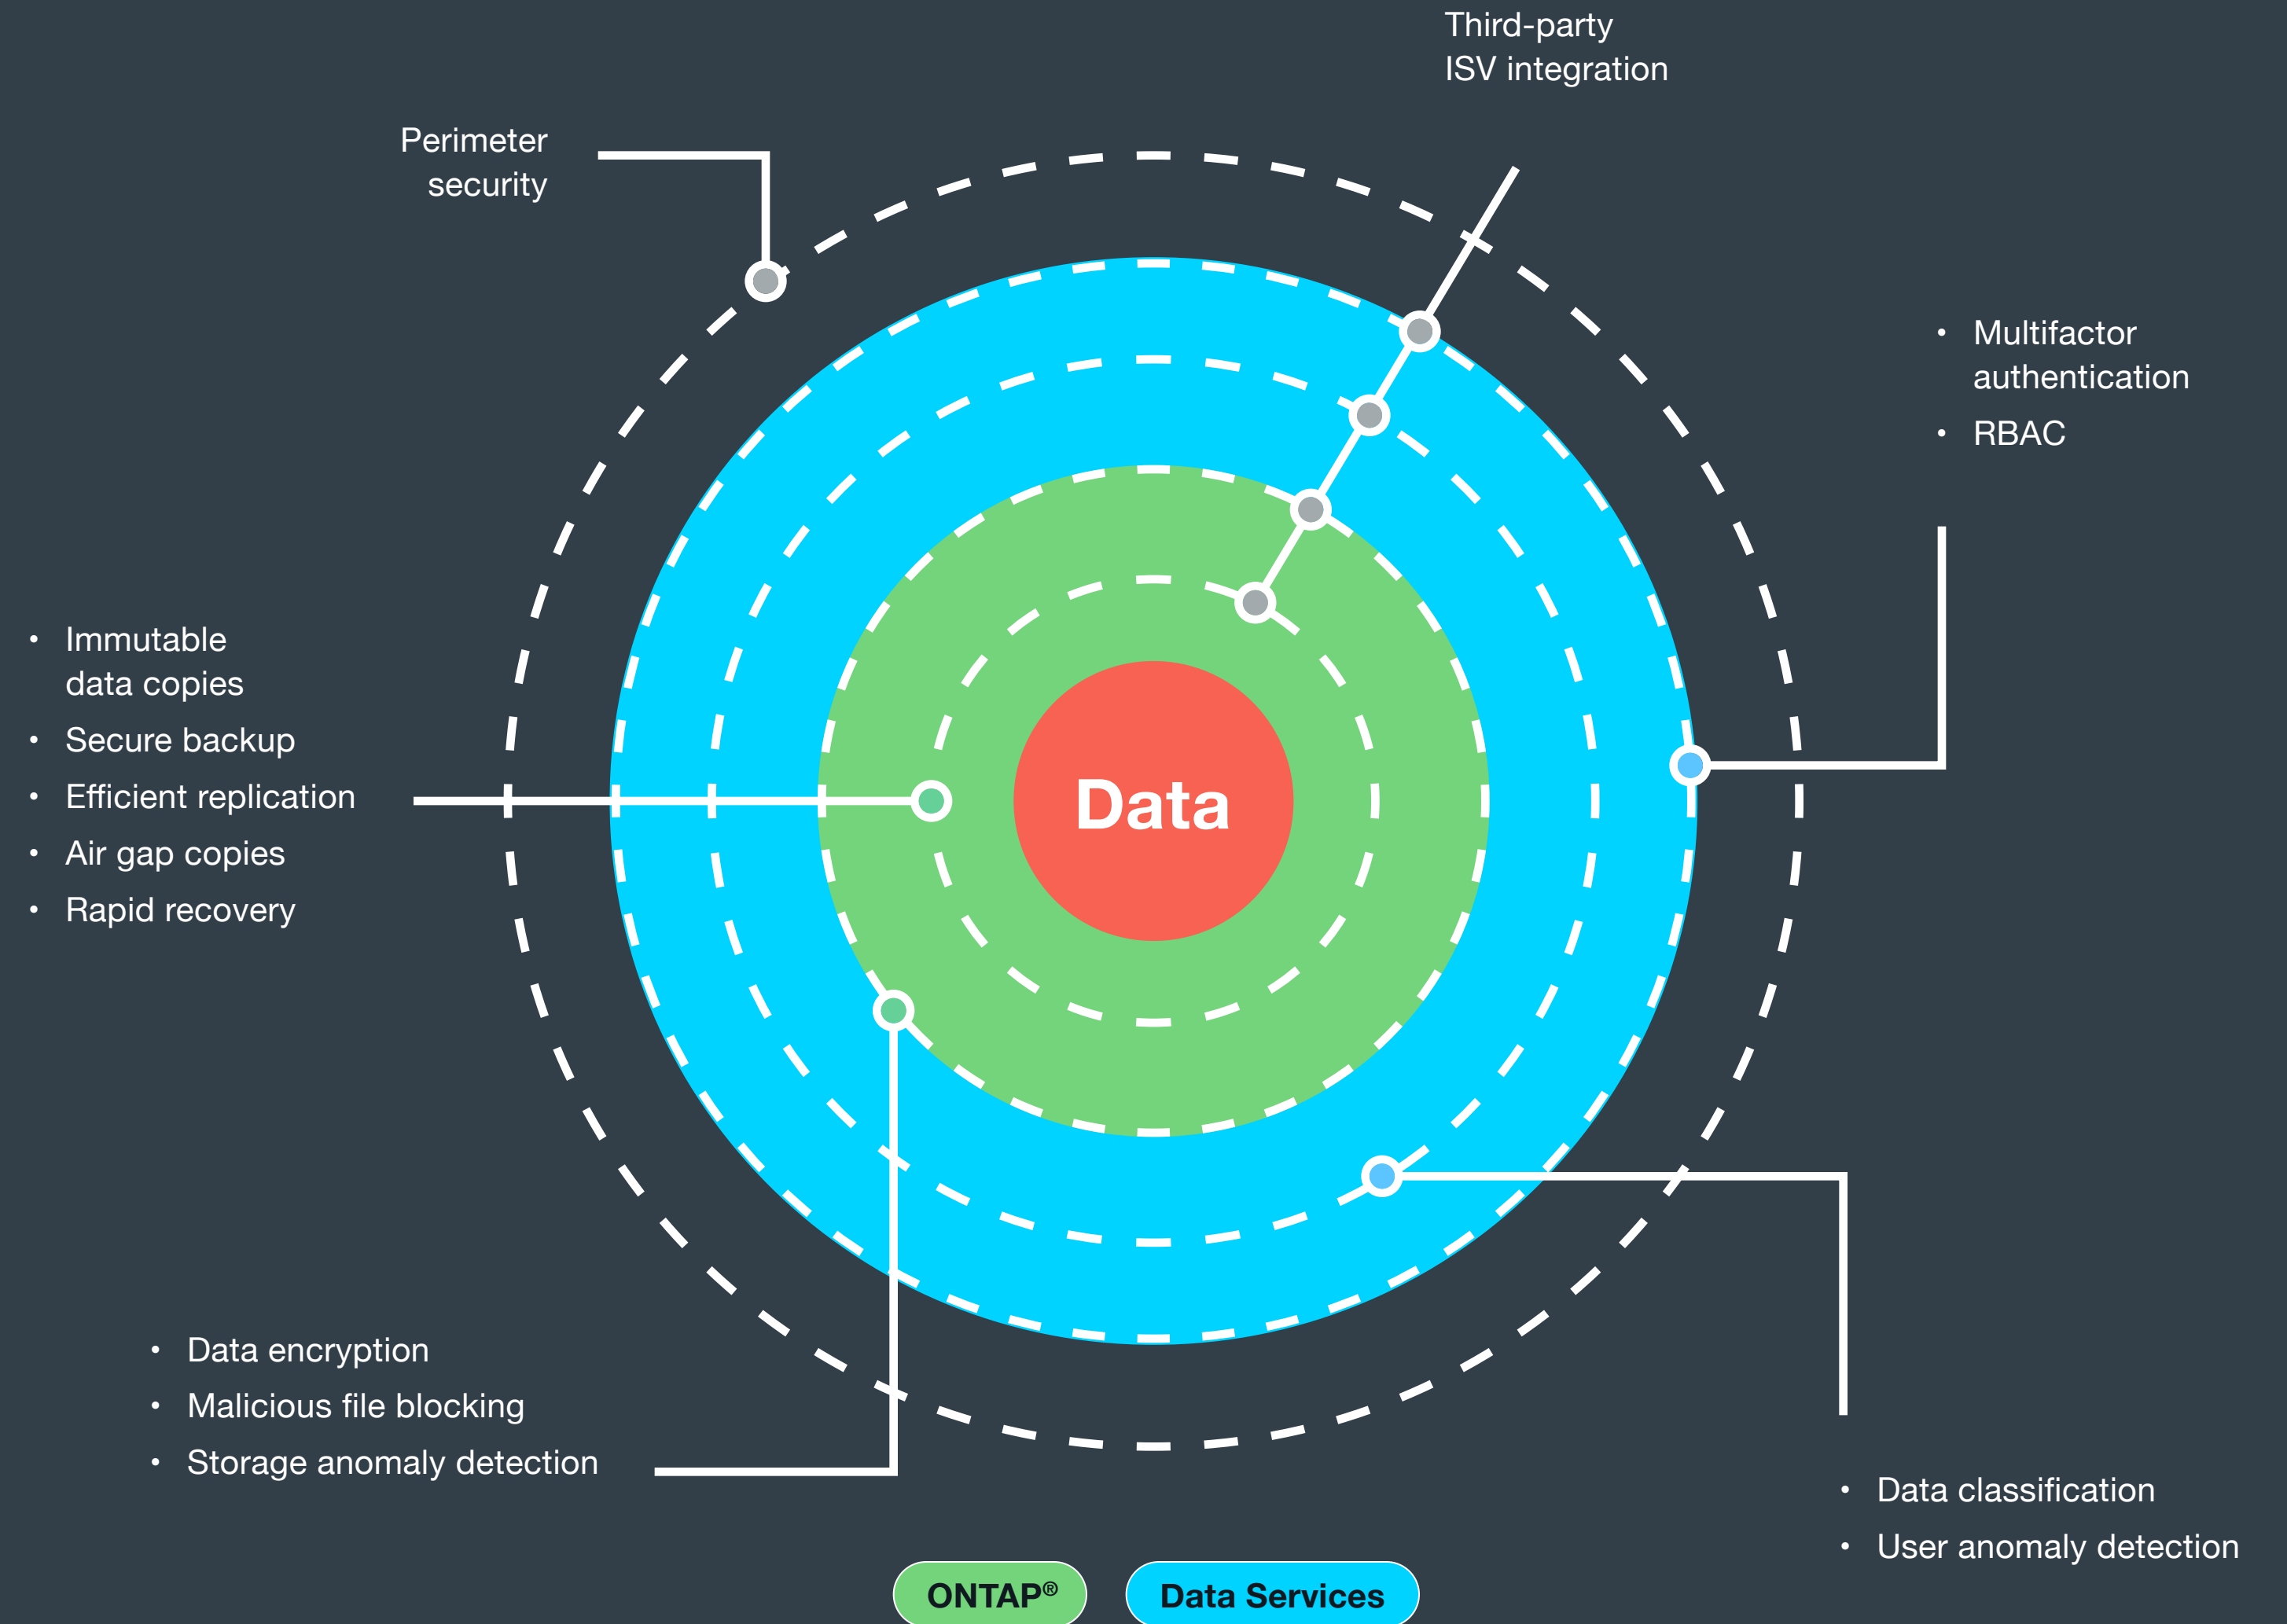 Third-party
ISV integration
Perimeter
security
• Multifactor
authentication
• RBAC
• Immutable
data copies
• Secure backup
• Efficient replication
• Air gap copies
• Rapid recovery
Data
• Data encryption
• Malicious file blocking
• Storage anomaly detection
• Data classification
• User anomaly detection
ONTAP®
Data Services